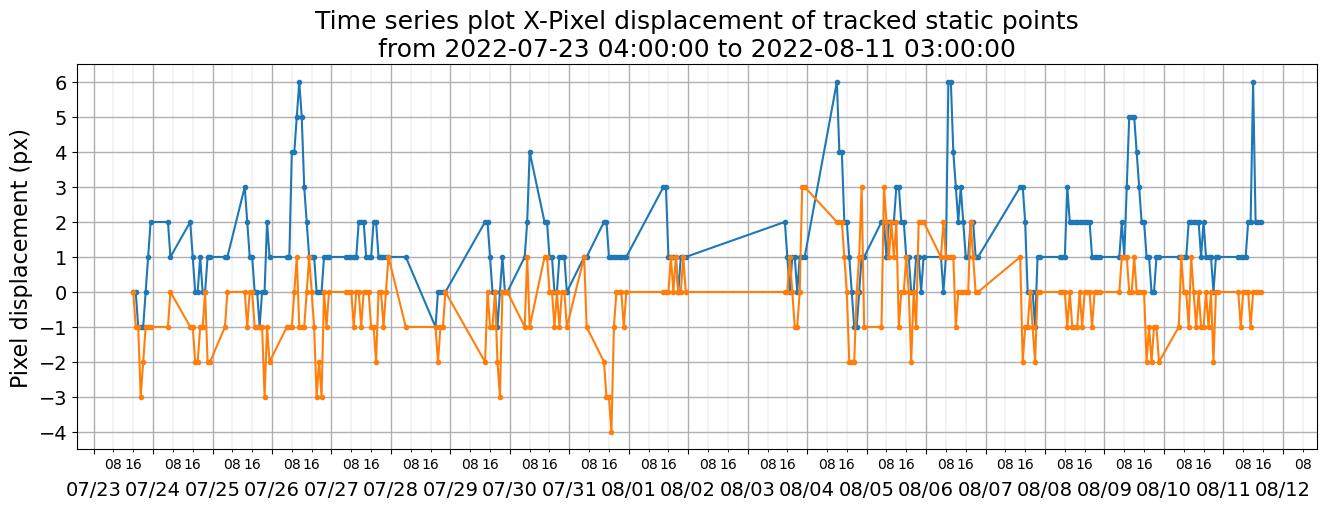 Time series plot X-Pixel displacement of tracked static points
from 2022-07-23 04:00:00 to 2022-08-11 03:00:00
Pixel displacement (px)
6
5
4
3
2
1
0
−1
−2
−3
−4
08 16 08 16 08 16 08 16 08 16 08 16 08 16 08 16 08 16 08 16 08 16 08 16 08 16 08 16 08 16 08 16 08 16 08 16 08 16 08 16 08
07/23 07/24 07/25 07/26 07/27 07/28 07/29 07/30 07/31 08/01 08/02 08/03 08/04 08/05 08/06 08/07 08/08 08/09 08/10 08/11 08/12